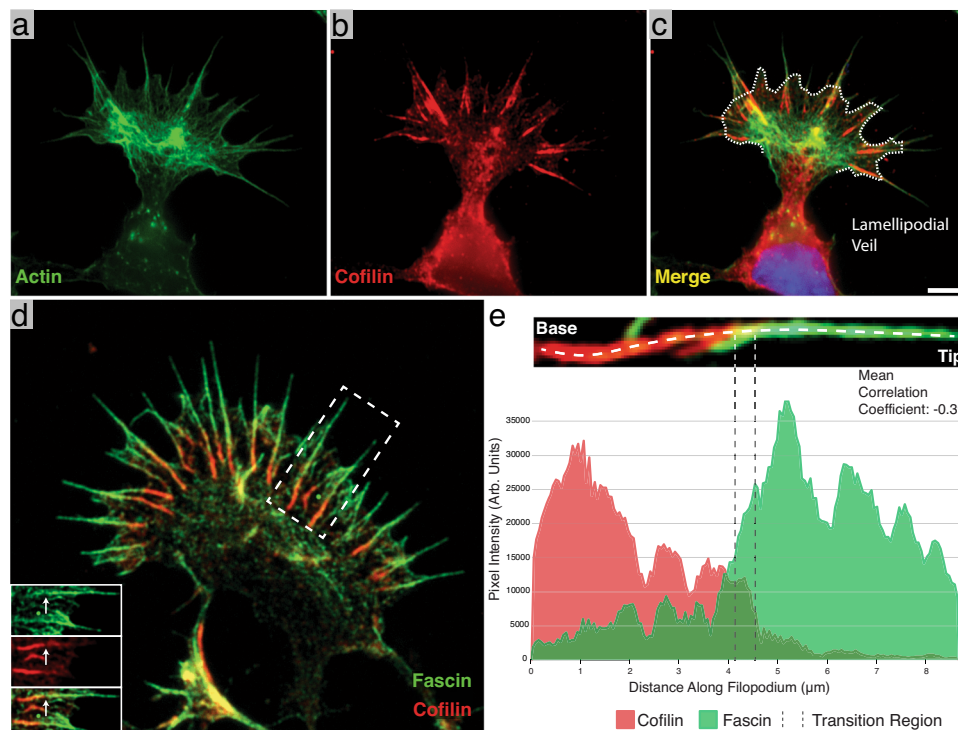 a
b
c
Actin
Cofilin
Merge
Lamellipodial
Veil
d
Fascin
Cofilin
e
Base
Tip
Mean
Correlation
Coefficient: -0.3
Pixel Intensity (Arb. Units)
35000
30000
25000
20000
15000
10000
5000
0
0
1
2
3
4
5
6
7
8
Distance Along Filopodium (µm)
Cofilin Fascin Transition Region